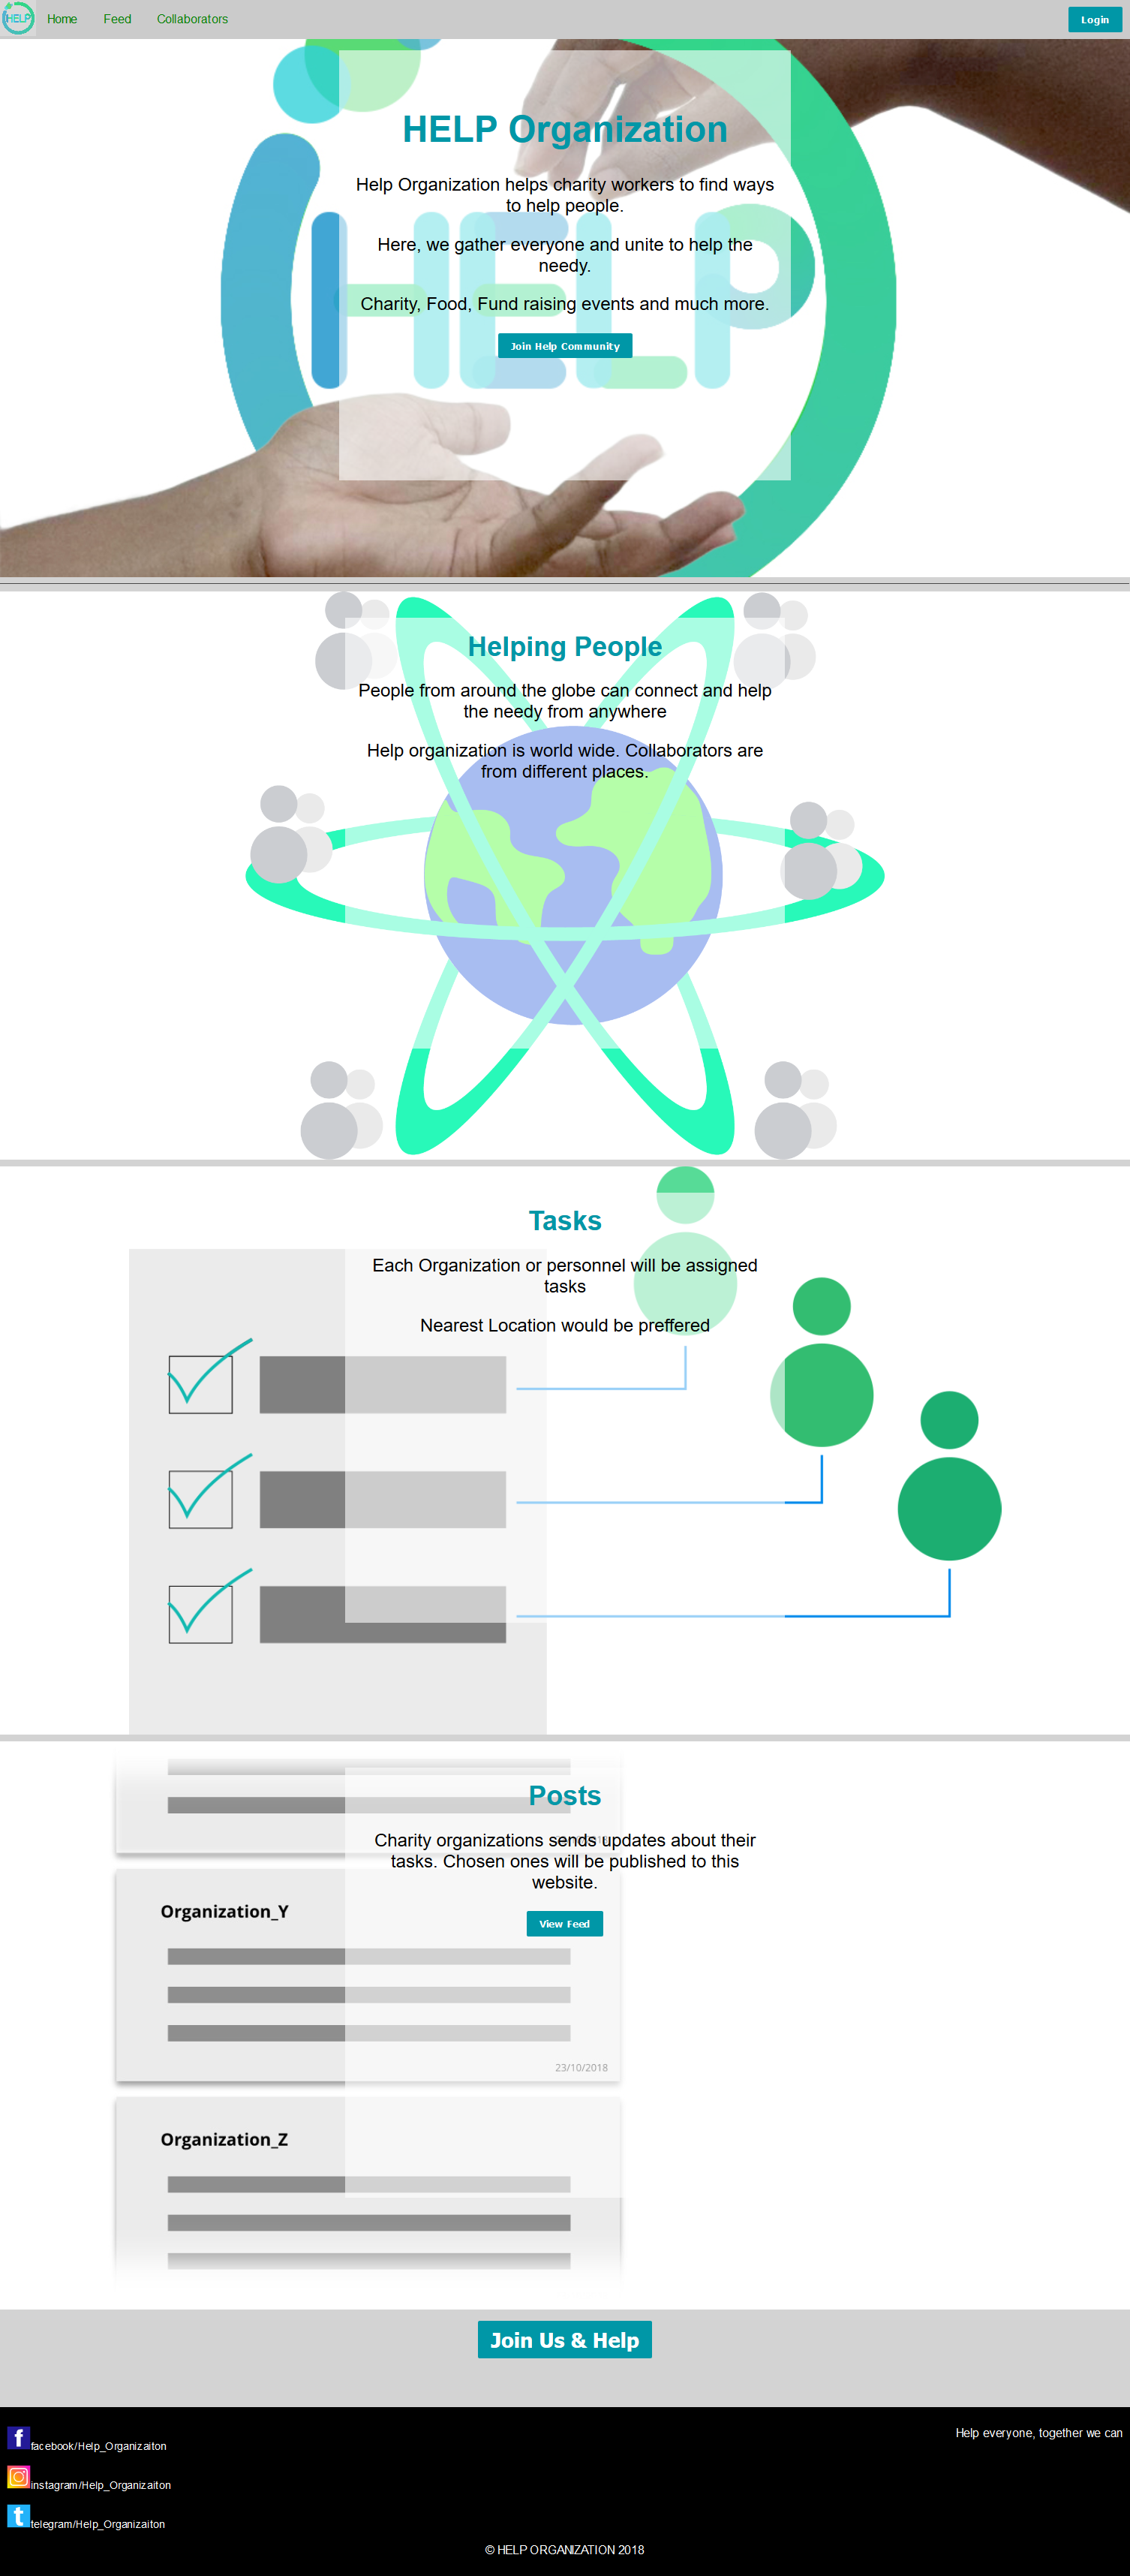 HELP
Home Feed Collaborators
Login
HELP
HELP Organization
Help Organization helps charity workers to find ways
to help people.
Here, we gather everyone and unite to help the
needy.
Charity, Food, Fund raising events and much more.
Join Help Community
Helping People
People from around the globe can connect and help
the needy from anywhere
Help organization is world wide. Collaborators are
from different places.
Tasks
Each Organization or personnel will be assigned
tasks
Nearest Location would be preffered
Posts
Charity organizations sends updates about their
tasks. Chosen ones will be published to this
website.
View Feed
Organization_Y
23/10/2018
Organization_Z
Join Us & Help
facebook/Help_Organizaiton
Help everyone, together we can
instagram/Help_Organizaiton
telegram/Help_Organizaiton
© HELP ORGANIZATION 2018